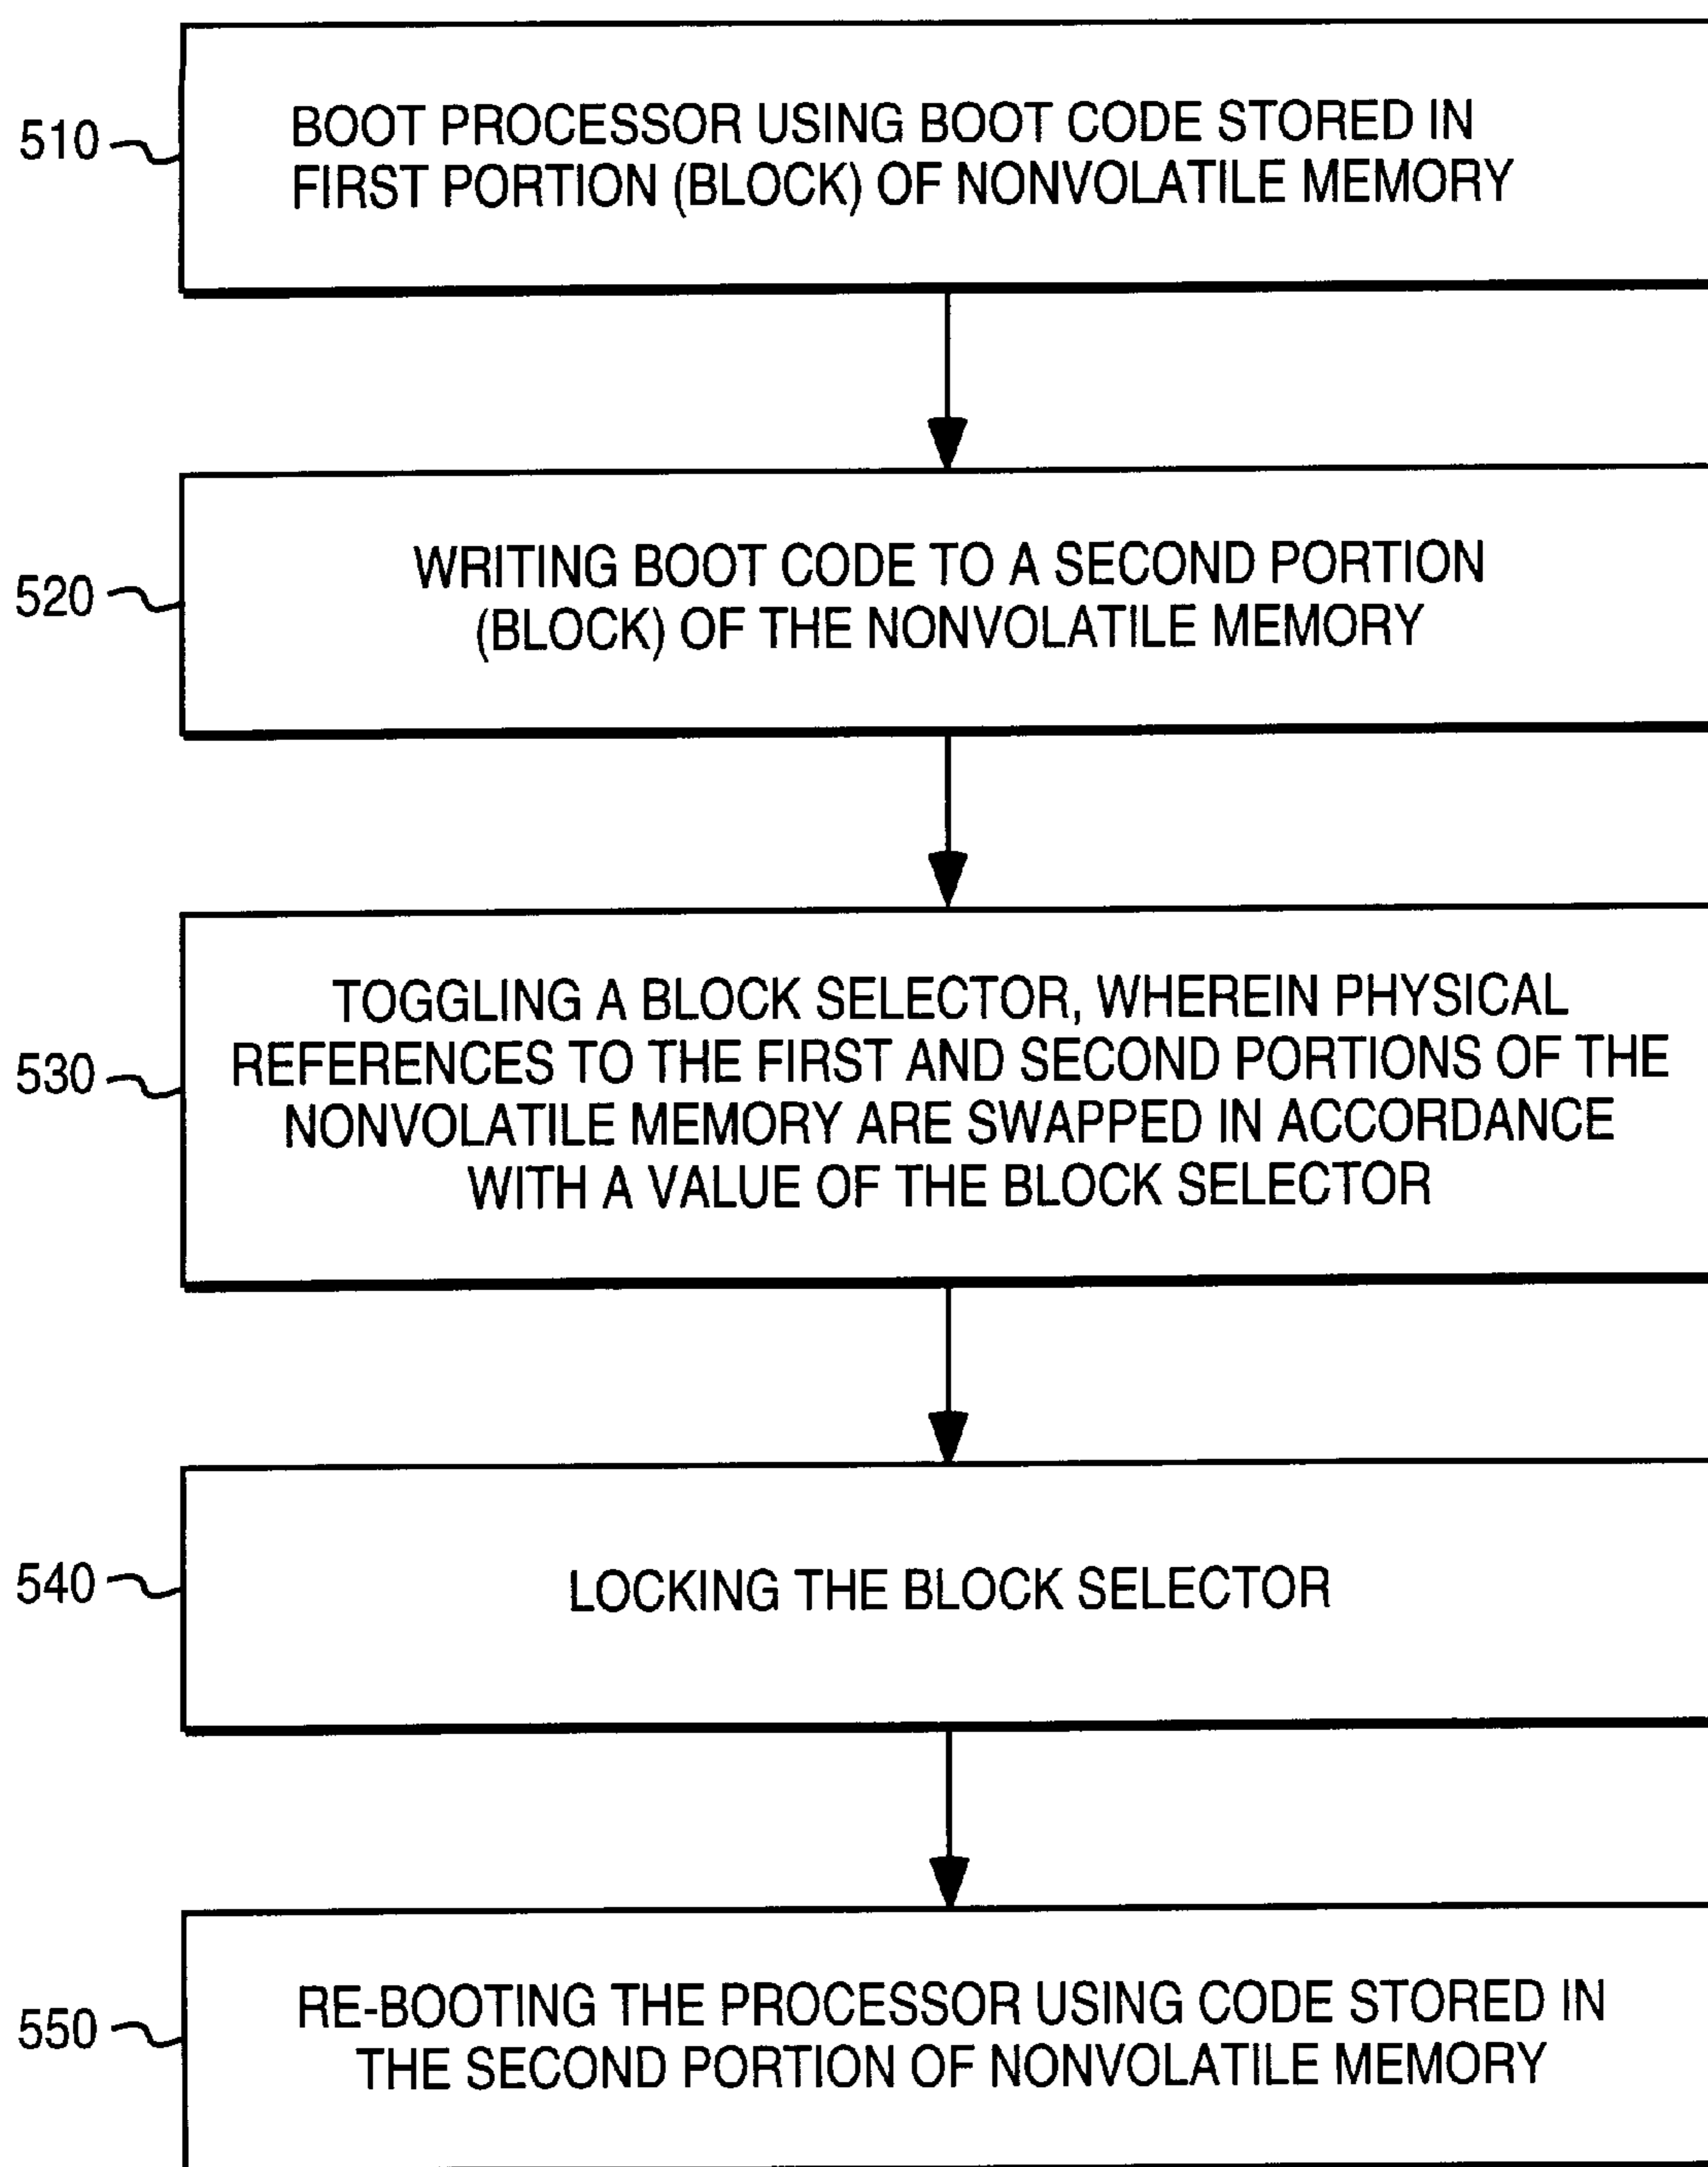 510
BOOT PROCESSOR USING BOOT CODE STORED IN
FIRST PORTION (BLOCK) OF NONVOLATILE MEMORY
520
WRITING BOOT CODE TO A SECOND PORTION
(BLOCK) OF THE NONVOLATILE MEMORY
530
TOGGLING A BLOCK SELECTOR, WHEREIN PHYSICAL
REFERENCES TO THE FIRST AND SECOND PORTIONS OF THE
NONVOLATILE MEMORY ARE SWAPPED IN ACCORDANCE
WITH A VALUE OF THE BLOCK SELECTOR
540
LOCKING THE BLOCK SELECTOR
550
RE-BOOTING THE PROCESSOR USING CODE STORED IN
THE SECOND PORTION OF NONVOLATILE MEMORY